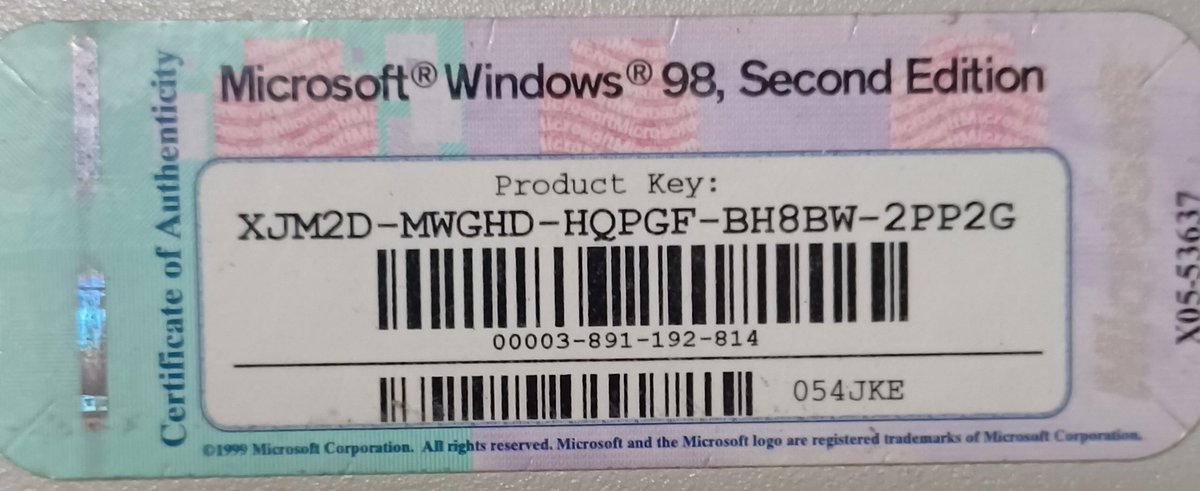 Microsoft® Windows® 98, Second Edition
Certificate of Authenticity
Product Key:
XJM2D-MWGHD-HQPGF-BH8BW-2PP2G
00003-891-192-814
054JKE
X05-53637
©1999 Microsoft Corporation. All rights reserved. Microsoft and the Microsoft logo are registered trademarks of Microsoft Corporation.